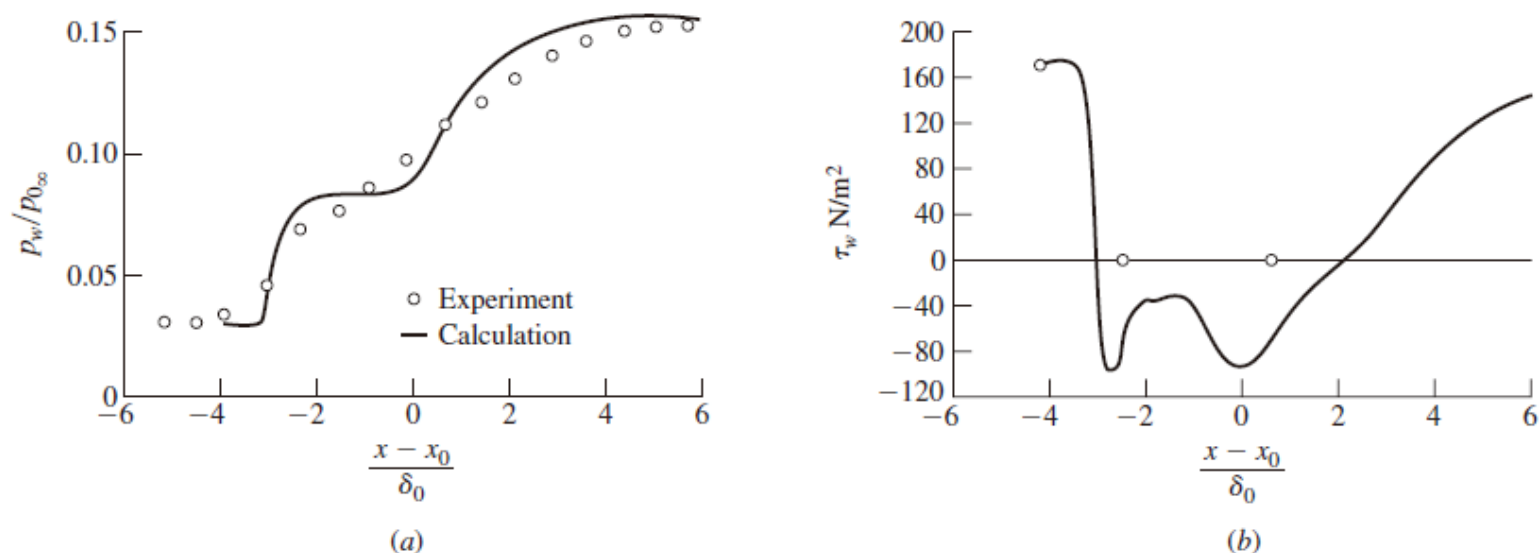 0.15
0.10
0.05
0
p_w/p_{0_∞}
Experiment
Calculation
−6
−4
−2
0
2
4
6
x − x_0
δ_0
(a)
200
160
120
80
40
0
−40
−80
−120
τ_w N/m^2
−6
−4
−2
0
2
4
6
x − x_0
δ_0
(b)